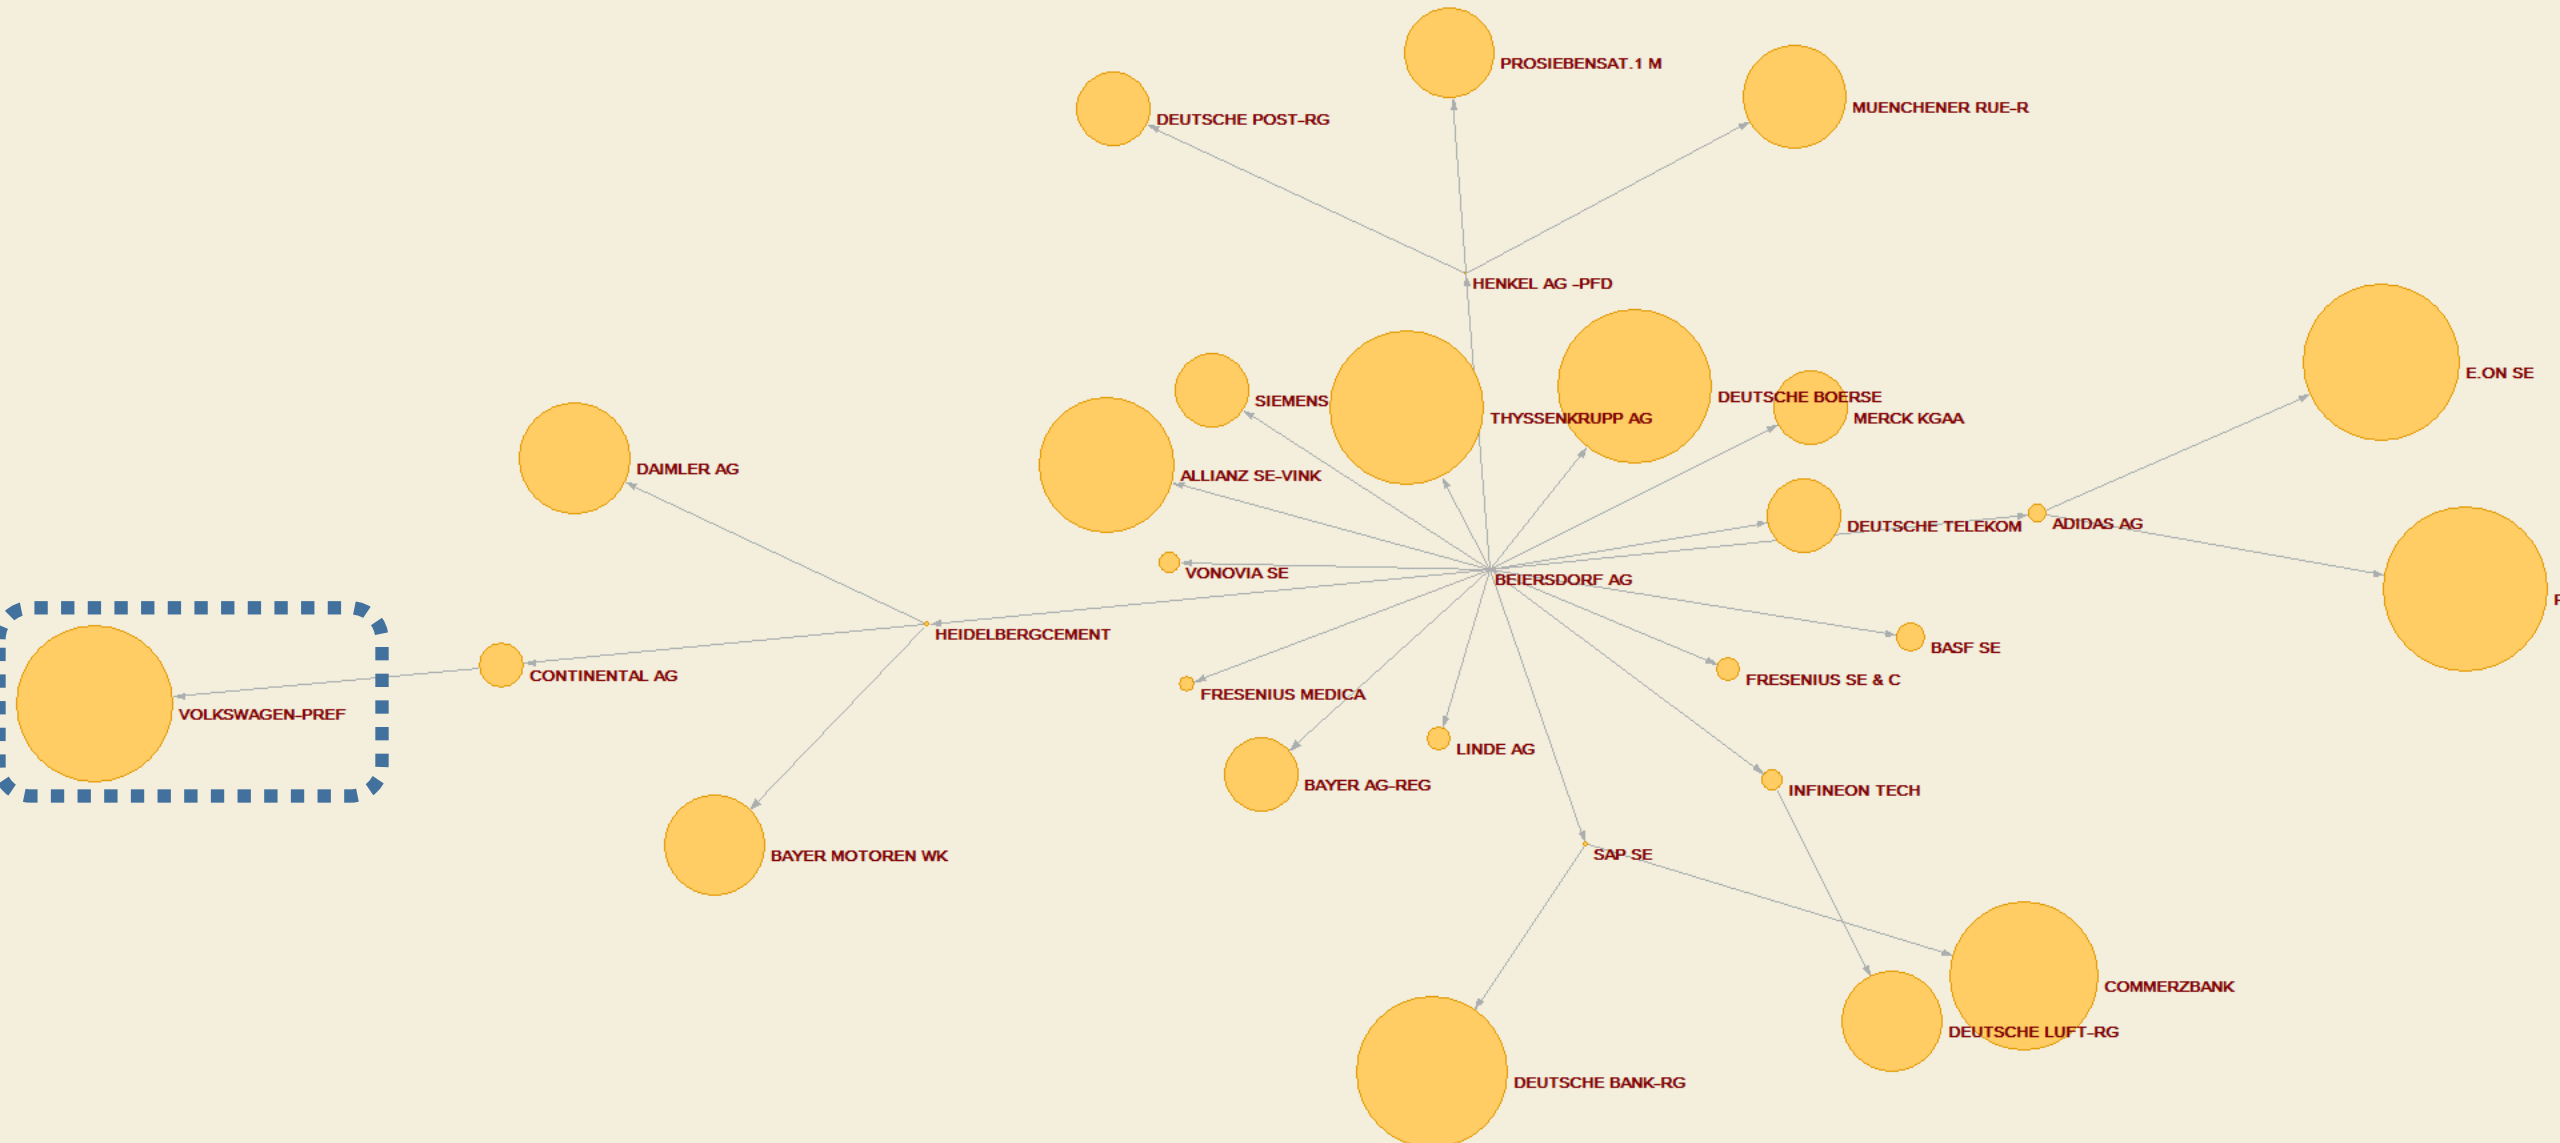 PROSIEBENSAT.1 M
MUENCHENER RUE-R
DEUTSCHE POST-RG
HENKEL AG -PFD
E.ON SE
DEUTSCHE BOERSE
SIEMENS
THYSSENKRUPP AG
MERCK KGAA
DAIMLER AG
ALLIANZ SE-VINK
DEUTSCHE TELEKOM
ADIDAS AG
VONOVIA SE
BEIERSDORF AG
HEIDELBERGCEMENT
BASF SE
CONTINENTAL AG
FRESENIUS SE & C
FRESENIUS MEDICA
VOLKSWAGEN-PREF
LINDE AG
BAYER AG-REG
INFINEON TECH
SAP SE
BAYER MOTOREN WK
COMMERZBANK
DEUTSCHE LUFT-RG
DEUTSCHE BANK-RG